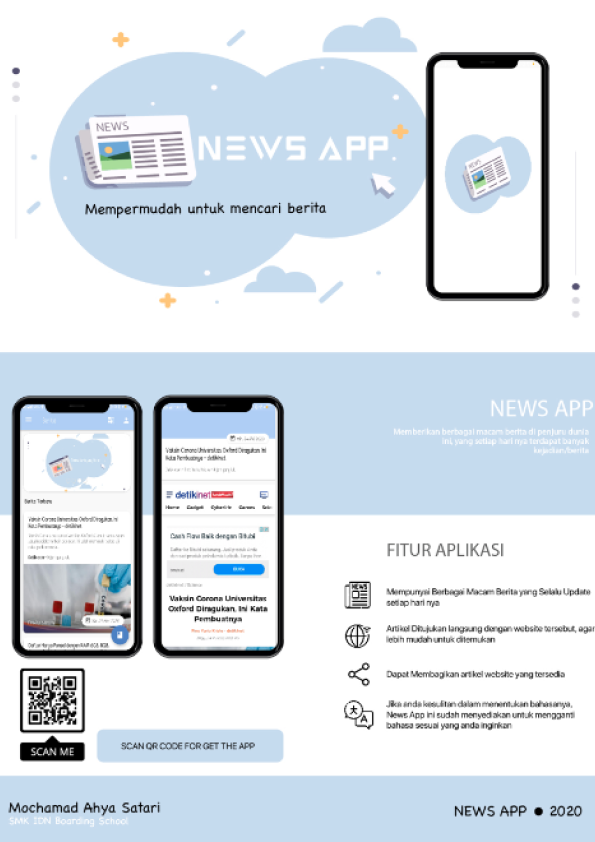 NEWS
NEWS APP
Mempermudah untuk mencari berita
NEWS
NEWS APP
Memberikan berbagai macam berita di penjuru dunia
ini, yang setiap hari nya terdapat banyak
kejadian/berita
Berita Terbaru
Vaksin Corona Universitas Oxford Diragukan, Ini
Kata Pembuatnya - detikInet
Vaksin Corona Universitas Oxford Diragukan, Ini
Kata Pembuatnya - detikInet
detikinet
Home Gadget Cyberlife Games
Cash Flow Baik dengan Bitubi
Vaksin Corona Universitas
Oxford Diragukan, Ini Kata
Pembuatnya
FITUR APLIKASI
NEWS
Mempunyai Berbagai Macam Berita yang Selalu Update
setiap hari nya
Artikel Ditujukan langsung dengan website tersebut, agar
lebih mudah untuk ditemukan
Dapat Membagikan artikel website yang tersedia
Jika anda kesulitan dalam menentukan bahasanya,
News App ini sudah menyediakan untuk mengganti
bahasa sesuai yang anda inginkan
SCAN ME
SCAN QR CODE FOR GET THE APP
Mochamad Ahya Satari
SMK IDN Boarding School
NEWS APP ● 2020